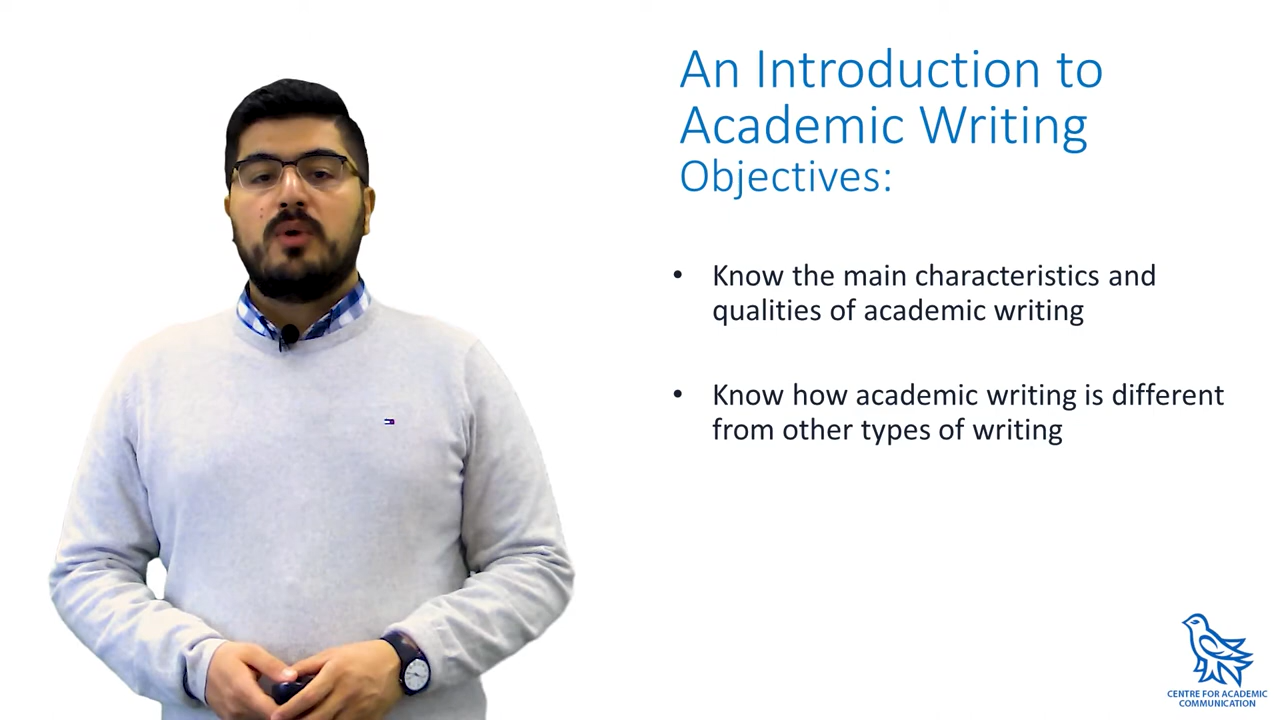 An Introduction to
Academic Writing
Objectives:
• Know the main characteristics and
qualities of academic writing
• Know how academic writing is different
from other types of writing
CENTRE FOR ACADEMIC
COMMUNICATION